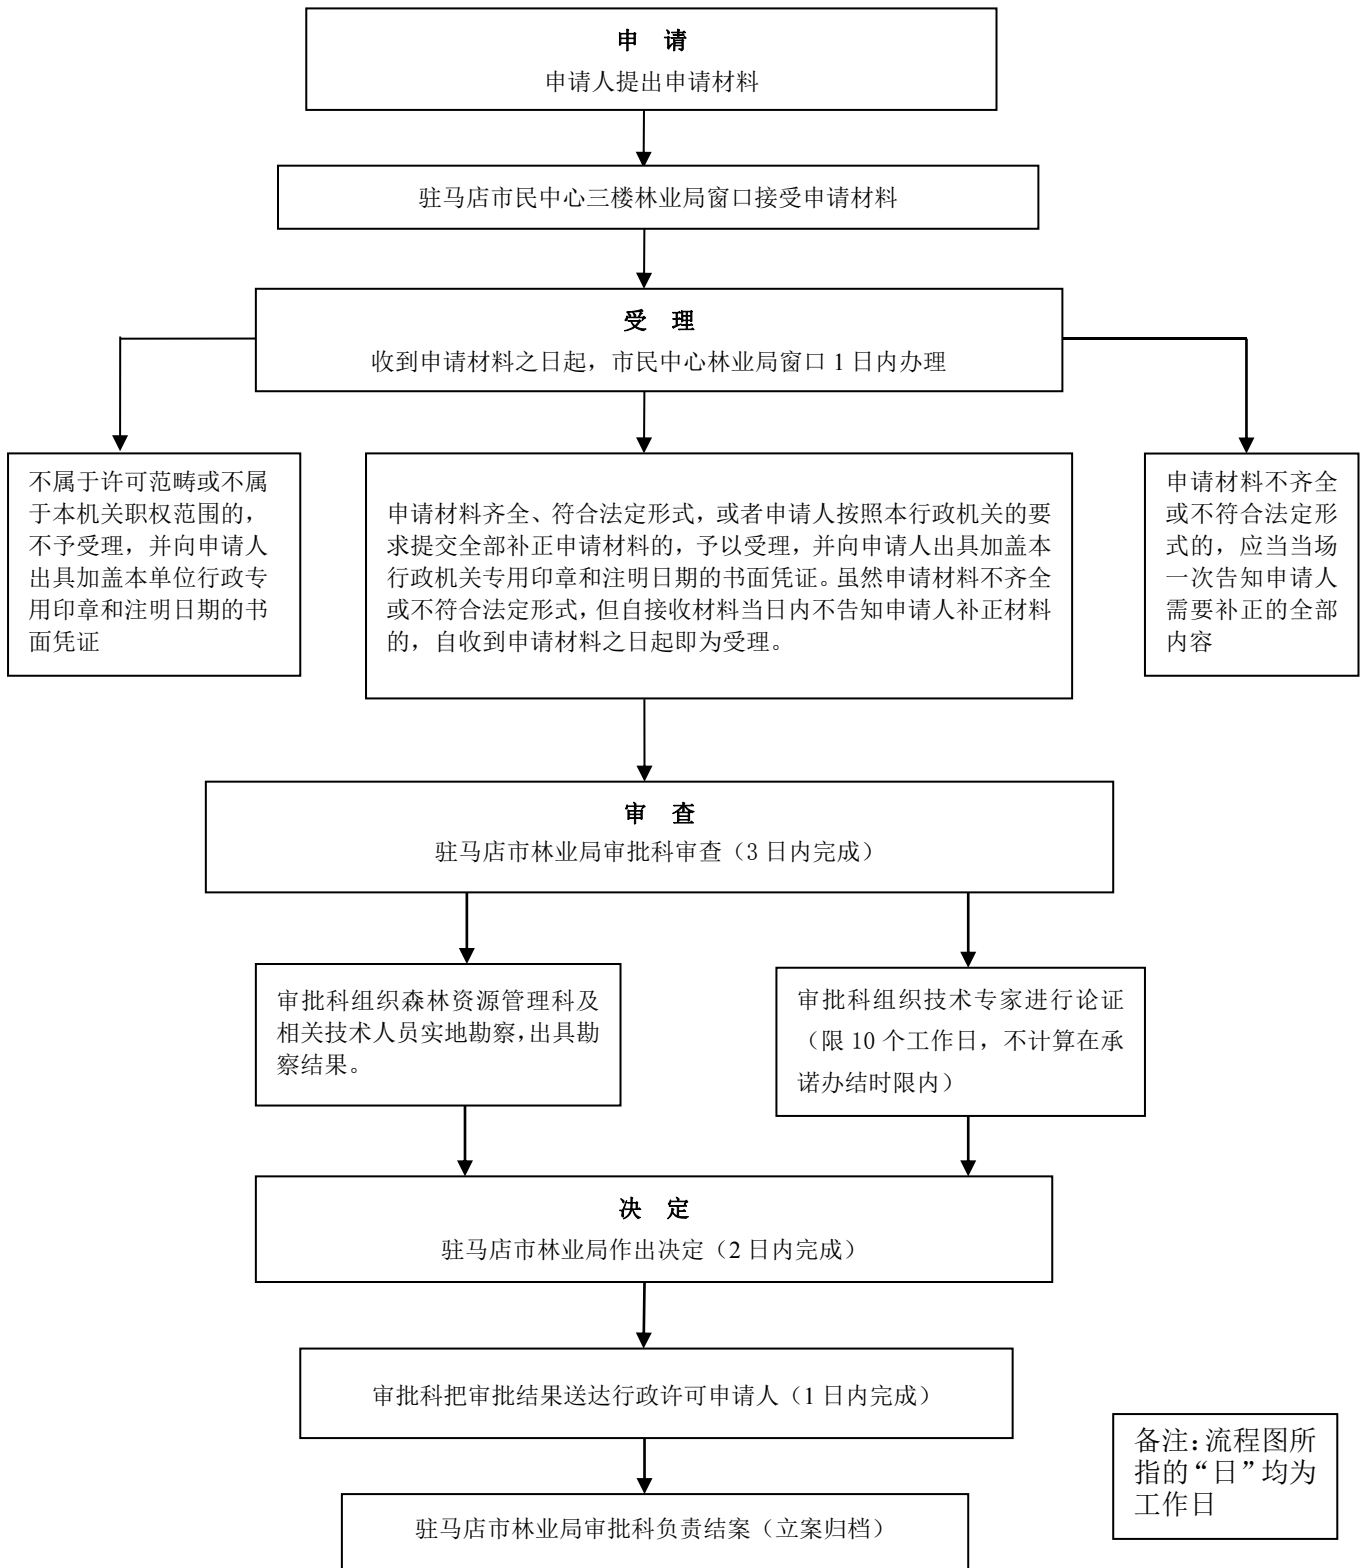 申 请
申请人提出申请材料
驻马店市民中心三楼林业局窗口接受申请材料
受 理
收到申请材料之日起，市民中心林业局窗口 1 日内办理
不属于许可范畴或不属
于本机关职权范围的，
不予受理，并向申请人
出具加盖本单位行政专
用印章和注明日期的书
面凭证
申请材料齐全、符合法定形式，或者申请人按照本行政机关的要
求提交全部补正申请材料的，予以受理，并向申请人出具加盖本
行政机关专用印章和注明日期的书面凭证。虽然申请材料不齐全
或不符合法定形式，但自接收材料当日内不告知申请人补正材料
的，自收到申请材料之日起即为受理。
申请材料不齐全
或不符合法定形
式的，应当当场
一次告知申请人
需要补正的全部
内容
审 查
驻马店市林业局审批科审查（3 日内完成）
审批科组织森林资源管理科及
相关技术人员实地勘察，出具勘
察结果。
审批科组织技术专家进行论证
（限 10 个工作日，不计算在承
诺办结时限内）
决 定
驻马店市林业局作出决定（2 日内完成）
审批科把审批结果送达行政许可申请人（1 日内完成）
驻马店市林业局审批科负责结案（立案归档）
备注：流程图所
指的“日”均为
工作日